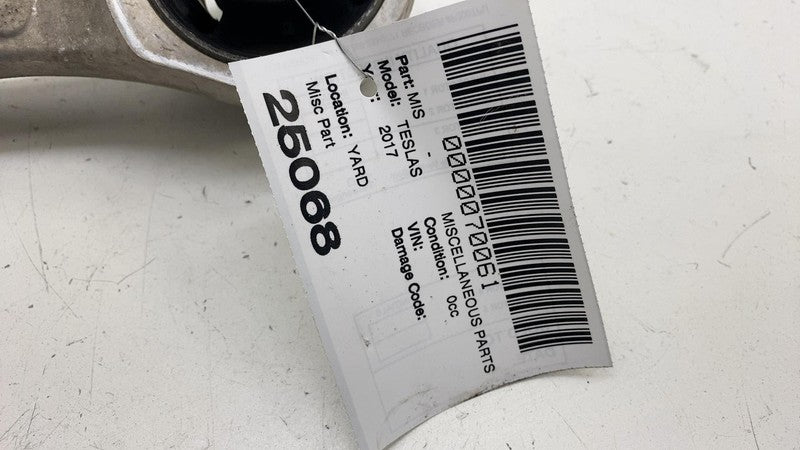 0000070061
Part: MIS - MISCELLANEOUS PARTS
Model: TESLAS Condition: 0cc
2017 VIN:
Damage Code:
Location: YARD
Misc Part
25068